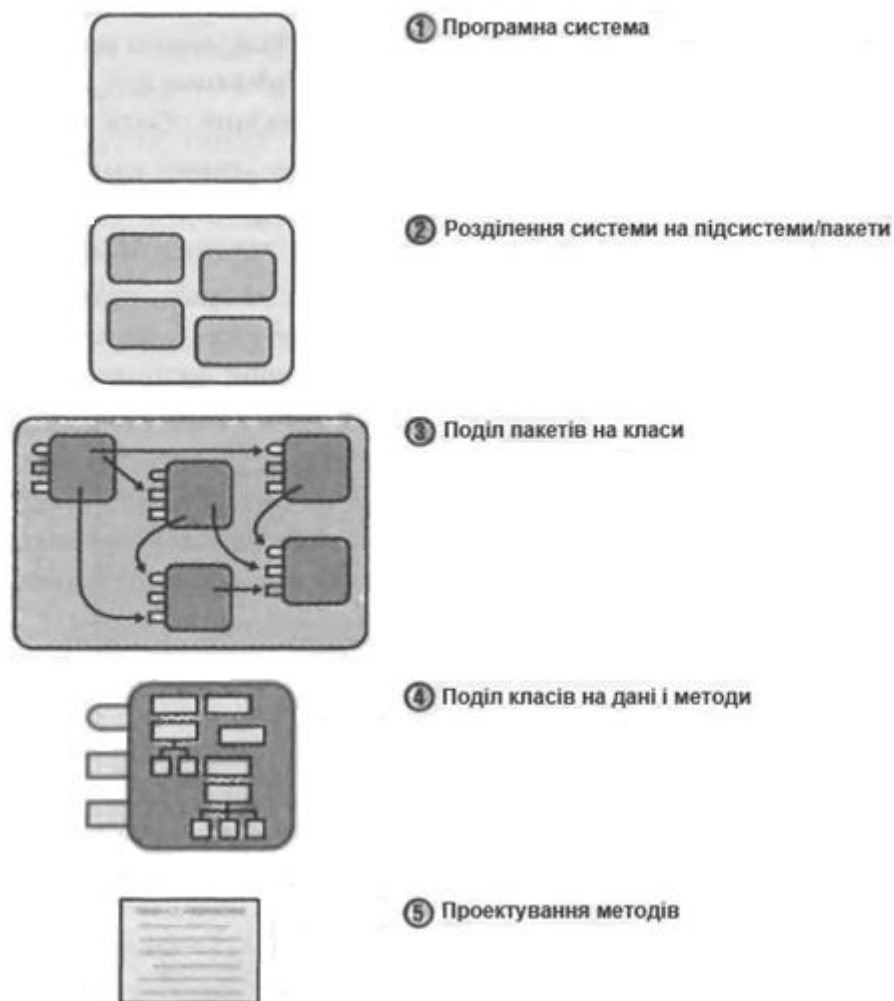 1 Програмна система
2 Розділення системи на підсистеми/пакети
3 Поділ пакетів на класи
4 Поділ класів на дані і методи
5 Проектування методів